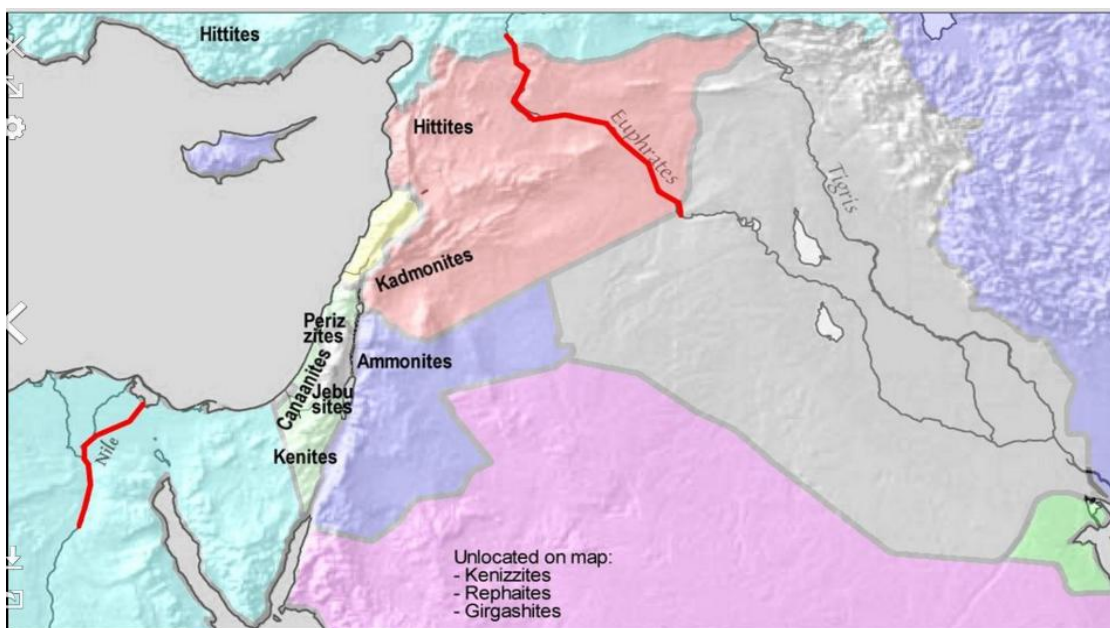 Hittites
Hittites
Euphrates
Tigris
Kadmonites
Periz
zites
Ammonites
Canaanites
Jebu
sites
Nile
Kenites
Unlocated on map:
- Kenizzites
- Rephaites
- Girgashites